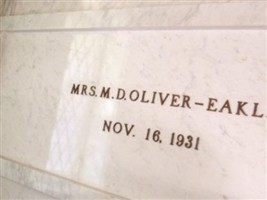 MRS. M. D. OLIVER-EAKL
NOV. 16, 1931